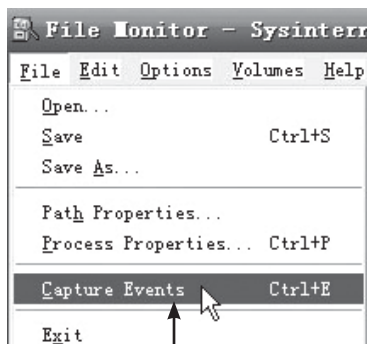 File Monitor - Sysinterr
File Edit Options Volumes Help
Open...
Save Ctrl+S
Save As...
Path Properties...
Process Properties... Ctrl+P
Capture Events Ctrl+E
Exit